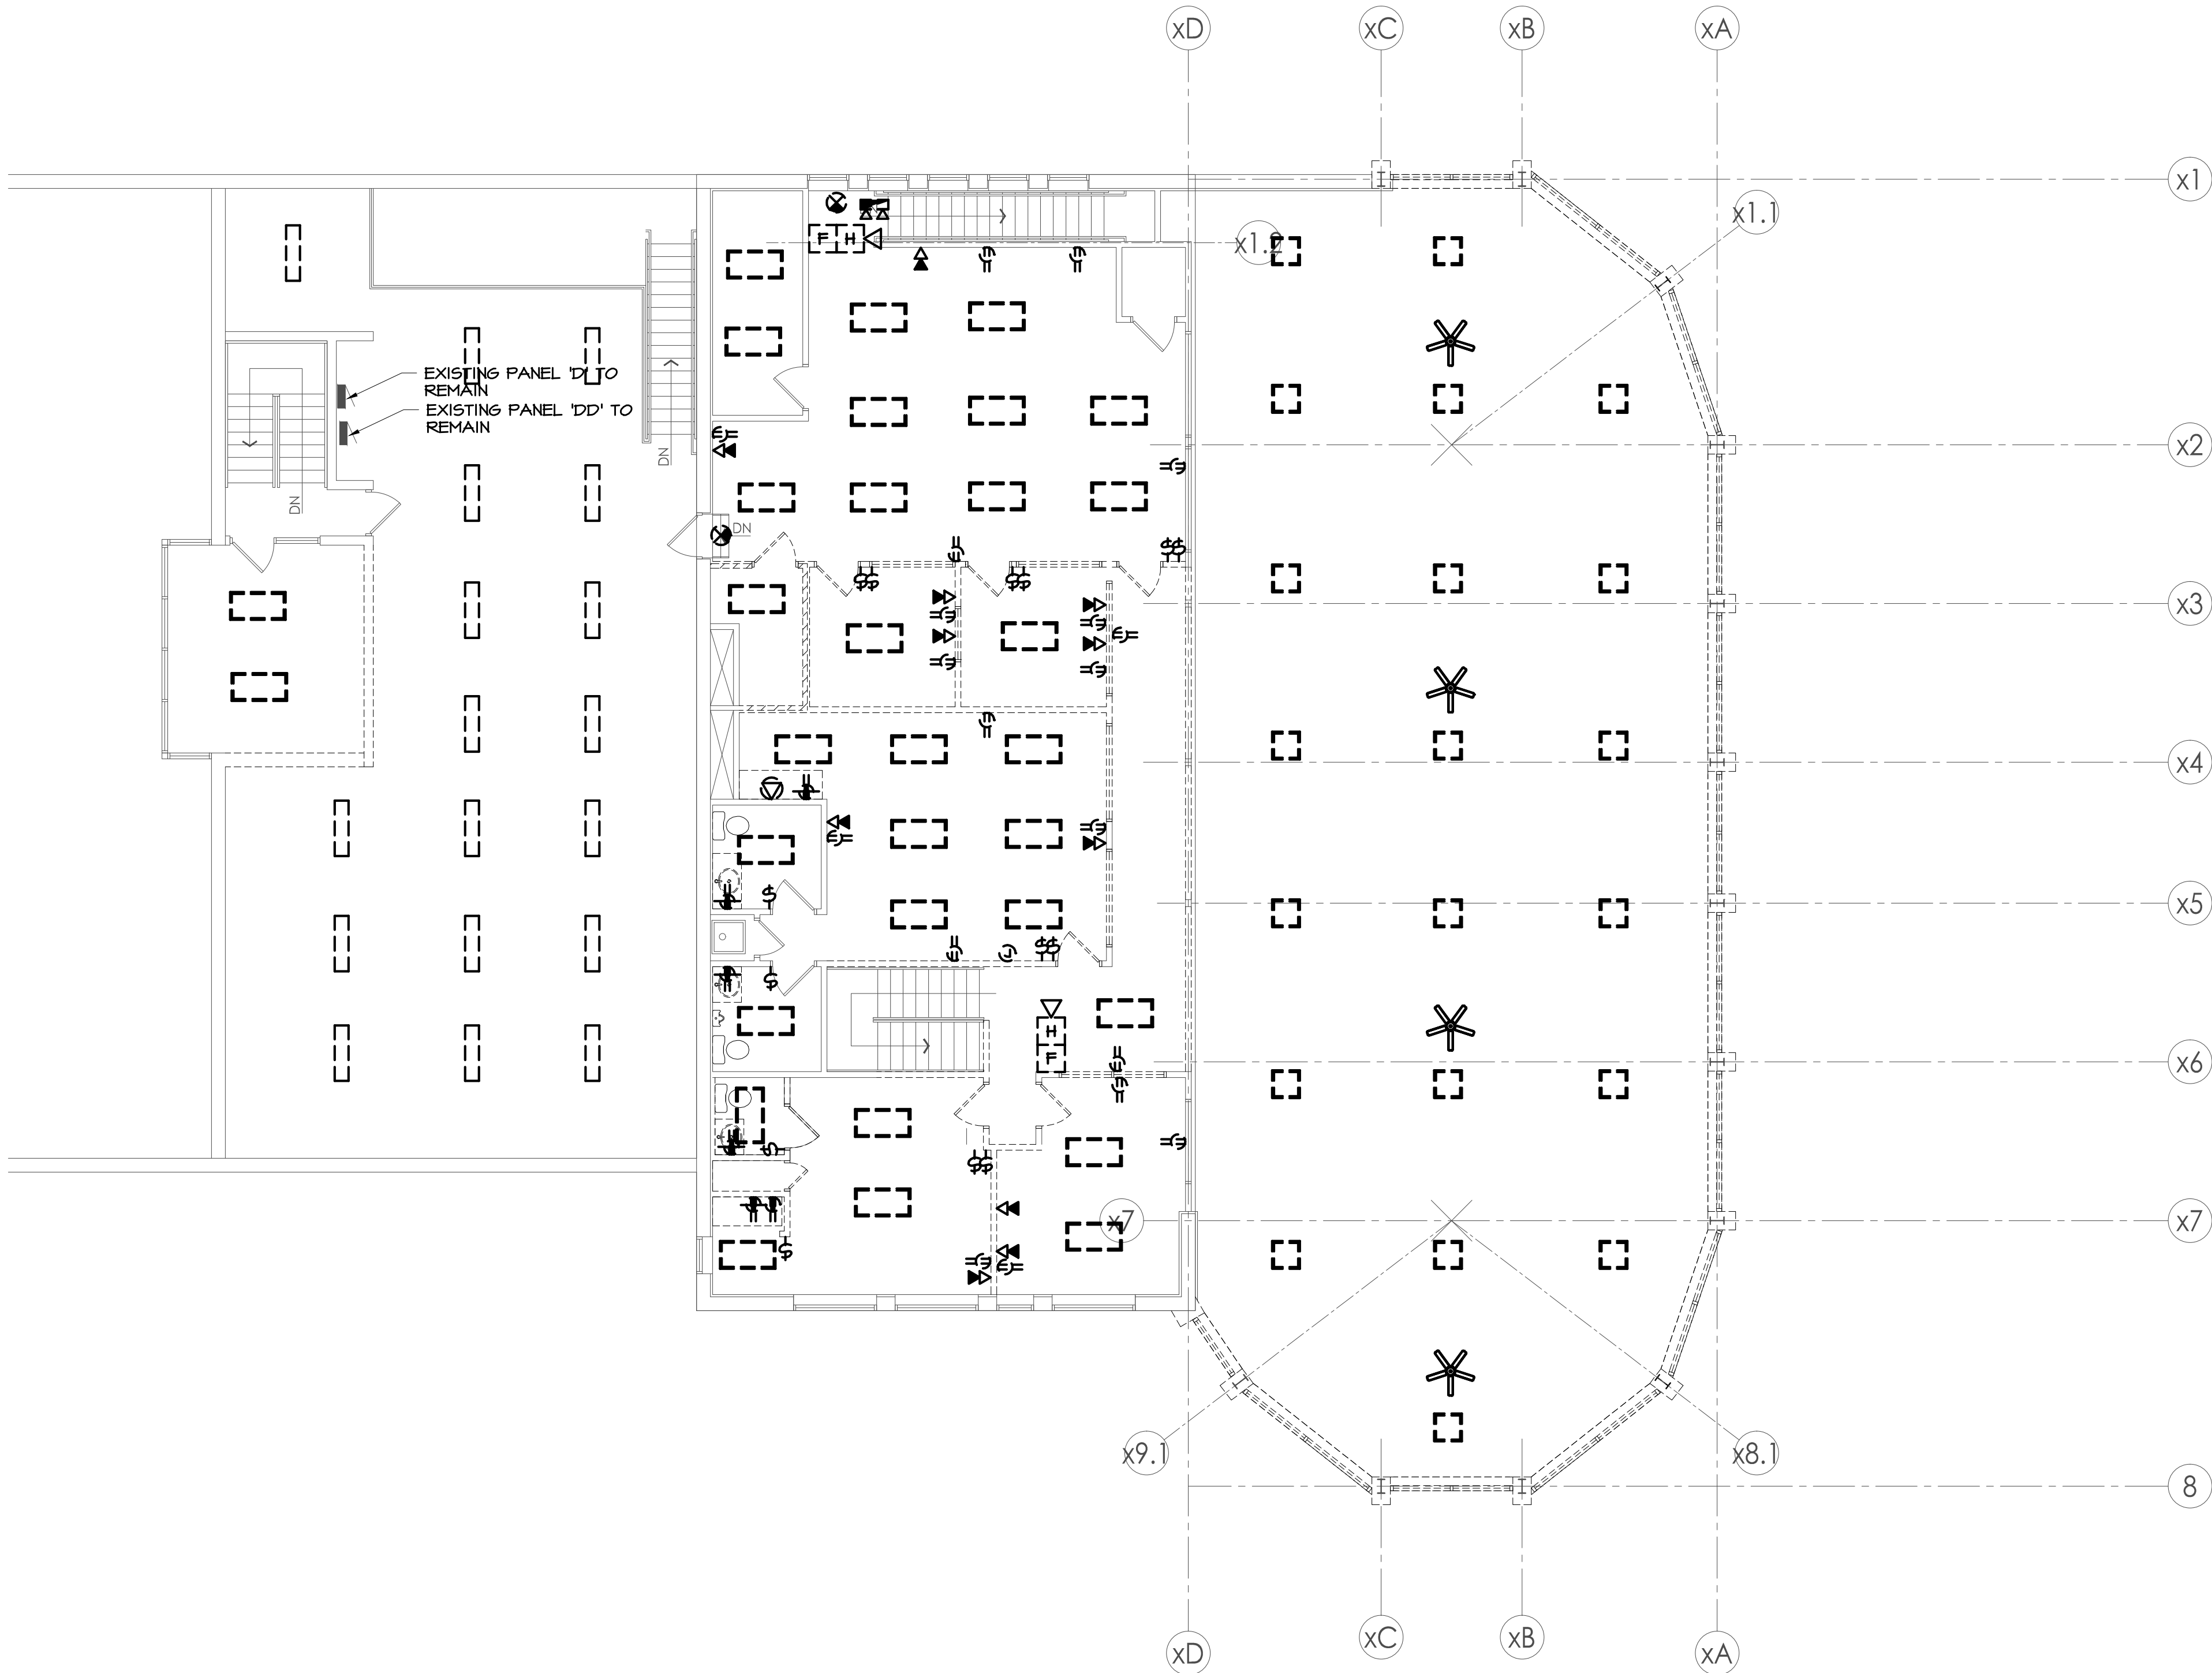 xD
xC
xB
xA
x1
x1.1
x1.2
F H
EXISTING PANEL 'D' TO
REMAIN
EXISTING PANEL 'DD' TO
REMAIN
x2
DN
DN
DN
$$
$$
$$
x3
x4
$
x5
$$
$
H
F
x6
$
$$
x7
x7
$
x9.1
x8.1
8
xD
xC
xB
xA